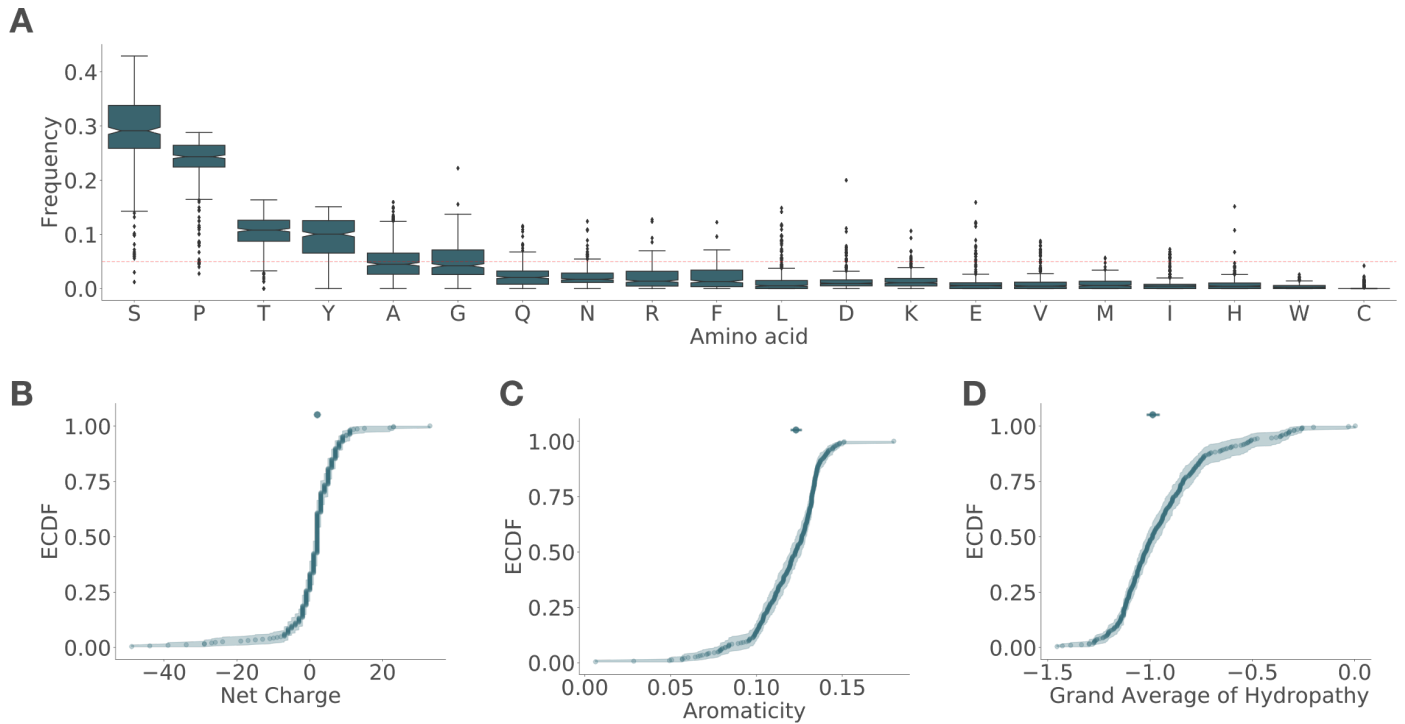 A
Frequency
0.4
0.3
0.2
0.1
0.0
S P T Y A G Q N R F L D K E V M I H W C
Amino acid
B
ECDF
1.00
0.75
0.50
0.25
0.00
−40 −20 0 20
Net Charge
C
ECDF
1.00
0.75
0.50
0.25
0.00
0.00 0.05 0.10 0.15
Aromaticity
D
ECDF
1.00
0.75
0.50
0.25
0.00
−1.5 −1.0 −0.5 0.0
Grand Average of Hydropathy